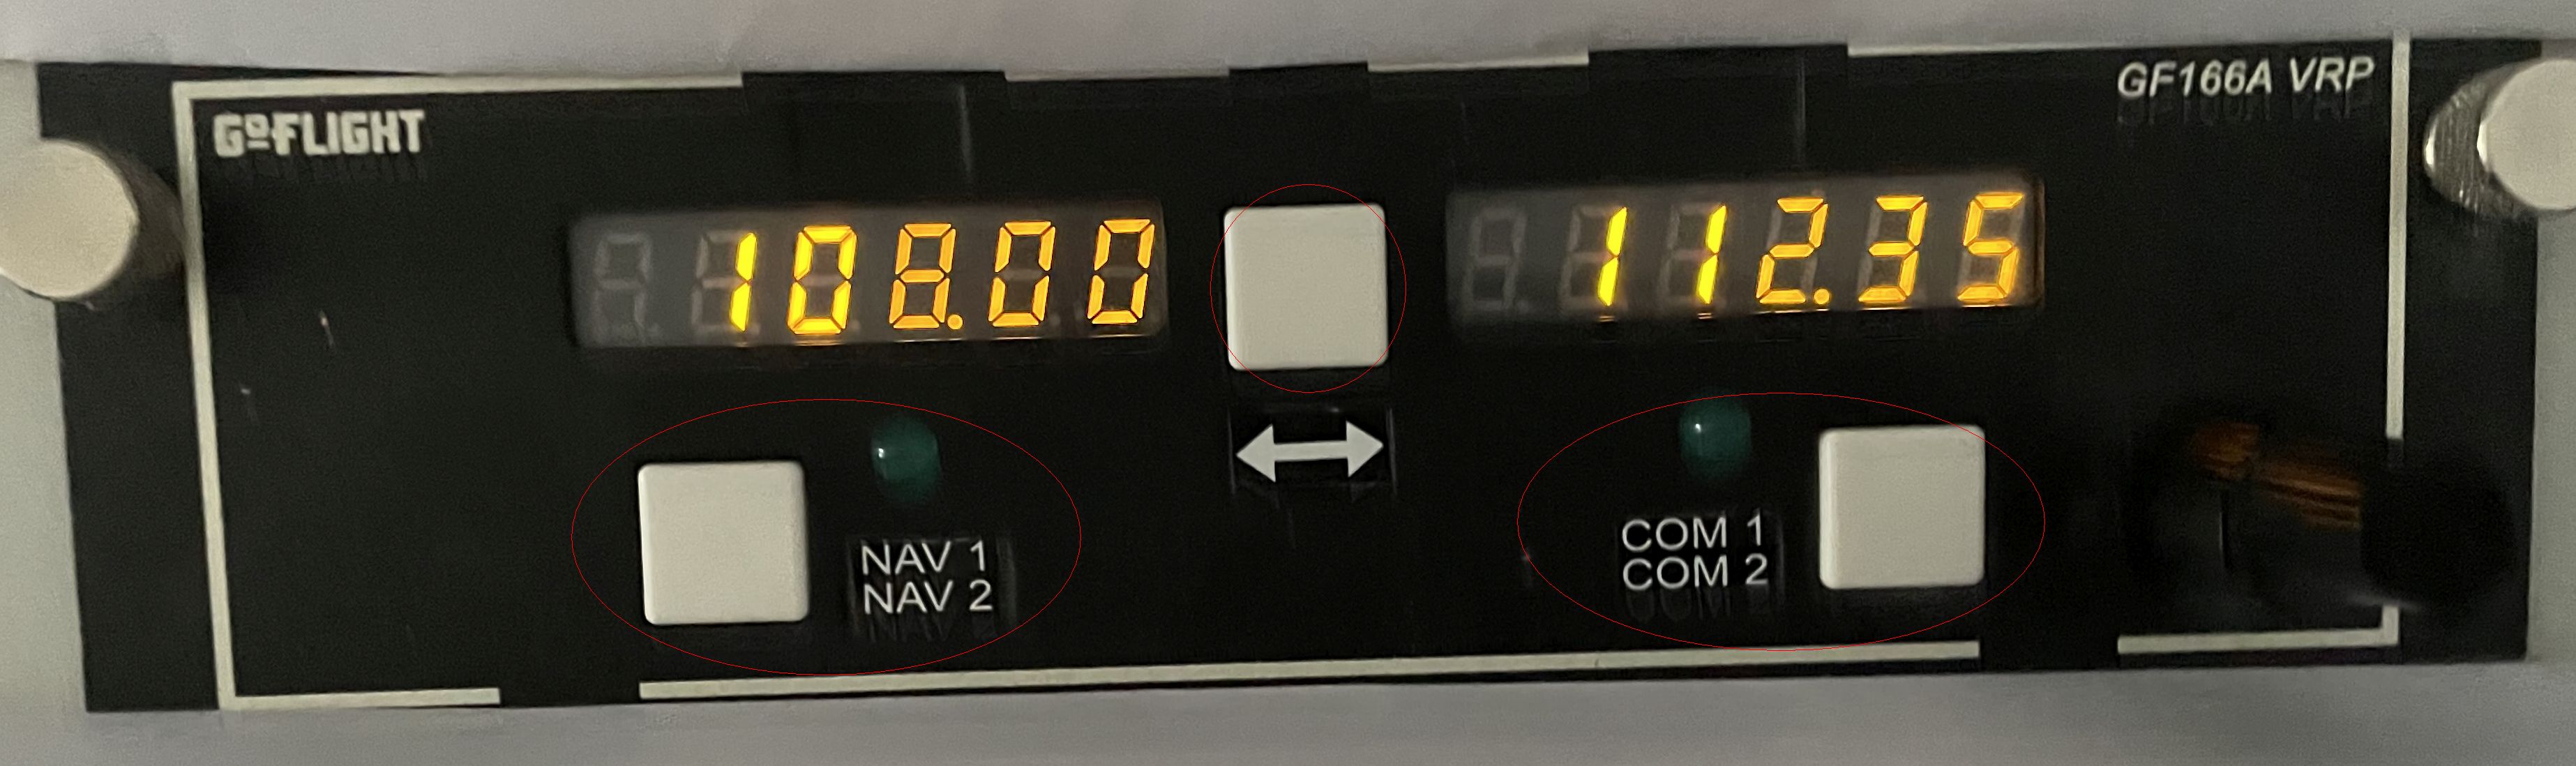 GoFLIGHT
GF166A VRP
108.00
112.35
NAV 1
NAV 2
COM 1
COM 2